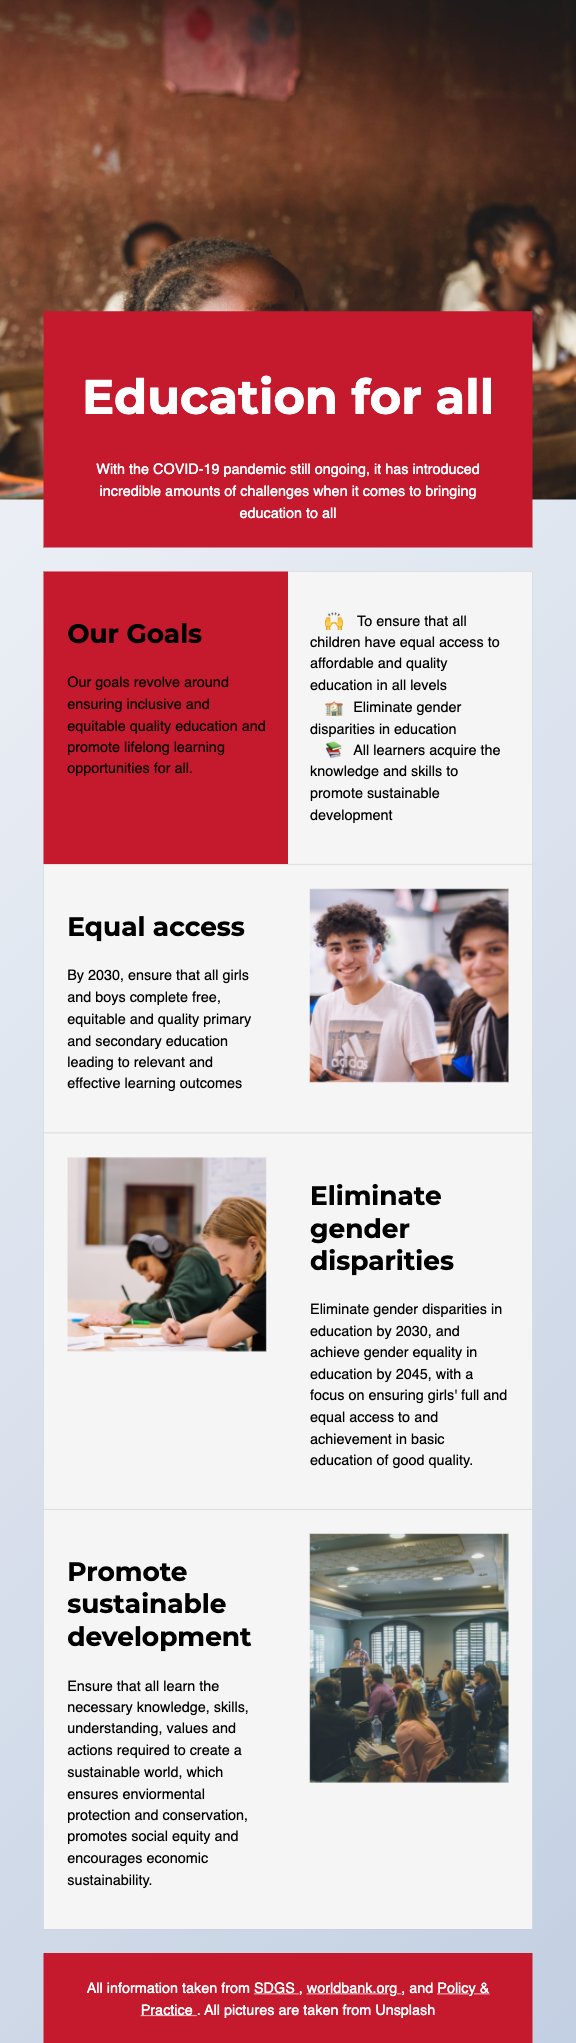 Education for all
With the COVID-19 pandemic still ongoing, it has introduced
incredible amounts of challenges when it comes to bringing
education to all
Our Goals
Our goals revolve around
ensuring inclusive and
equitable quality education and
promote lifelong learning
opportunities for all.
🙌 To ensure that all
children have equal access to
affordable and quality
education in all levels
🏫 Eliminate gender
disparities in education
📚 All learners acquire the
knowledge and skills to
promote sustainable
development
Equal access
By 2030, ensure that all girls
and boys complete free,
equitable and quality primary
and secondary education
leading to relevant and
effective learning outcomes
adidas
Eliminate
gender
disparities
Eliminate gender disparities in
education by 2030, and
achieve gender equality in
education by 2045, with a
focus on ensuring girls' full and
equal access to and
achievement in basic
education of good quality.
Promote
sustainable
development
Ensure that all learn the
necessary knowledge, skills,
understanding, values and
actions required to create a
sustainable world, which
ensures enviormental
protection and conservation,
promotes social equity and
encourages economic
sustainability.
All information taken from SDGS , worldbank.org , and Policy &
Practice . All pictures are taken from Unsplash